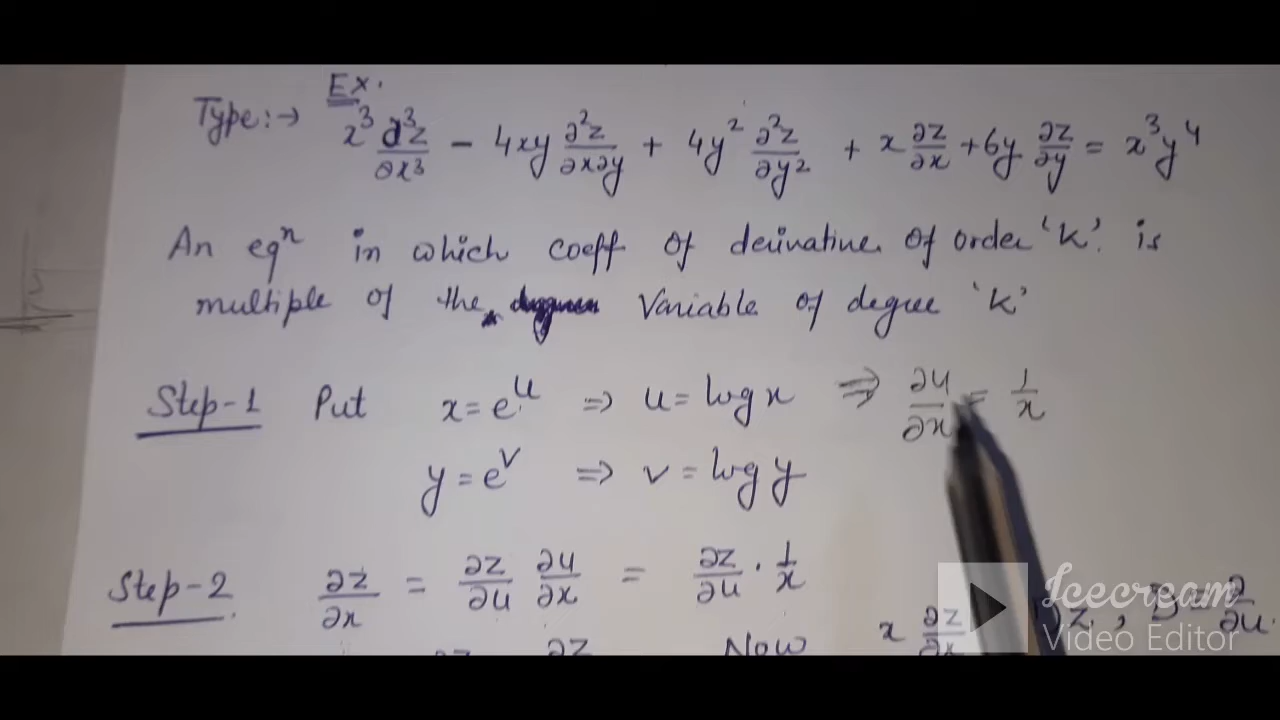 Ex.
Type:→ x³ ∂³z/∂x³ − 4xy ∂²z/∂x∂y + 4y² ∂²z/∂y² + x ∂z/∂x + 6y ∂z/∂y = x³y⁴
An eqⁿ in which coeff of derivative of order 'K' is
multiple of the variable of degree 'K'
Step-1 Put x = e^u ⇒ u = log x ⇒ ∂u/∂x = 1/x
y = e^v ⇒ v = log y
Step-2 ∂z/∂x = ∂z/∂u ∂u/∂x = ∂z/∂u · 1/x
Now x ∂z/∂x z, D = ∂/∂u.
Icecream
Video Editor